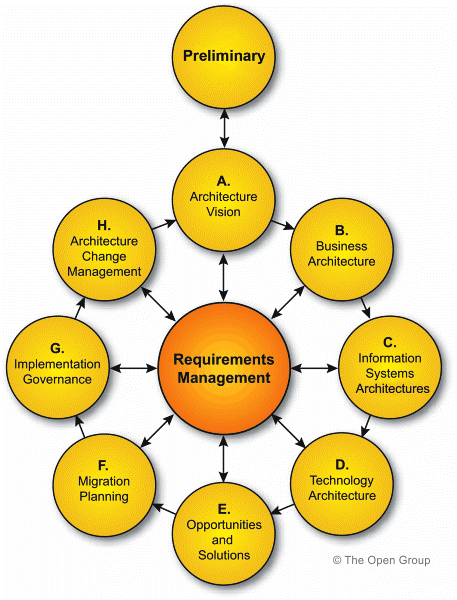 Preliminary
A.
Architecture
Vision
B.
Business
Architecture
C.
Information
Systems
Architectures
D.
Technology
Architecture
E.
Opportunities
and
Solutions
F.
Migration
Planning
G.
Implementation
Governance
H.
Architecture
Change
Management
Requirements
Management
© The Open Group